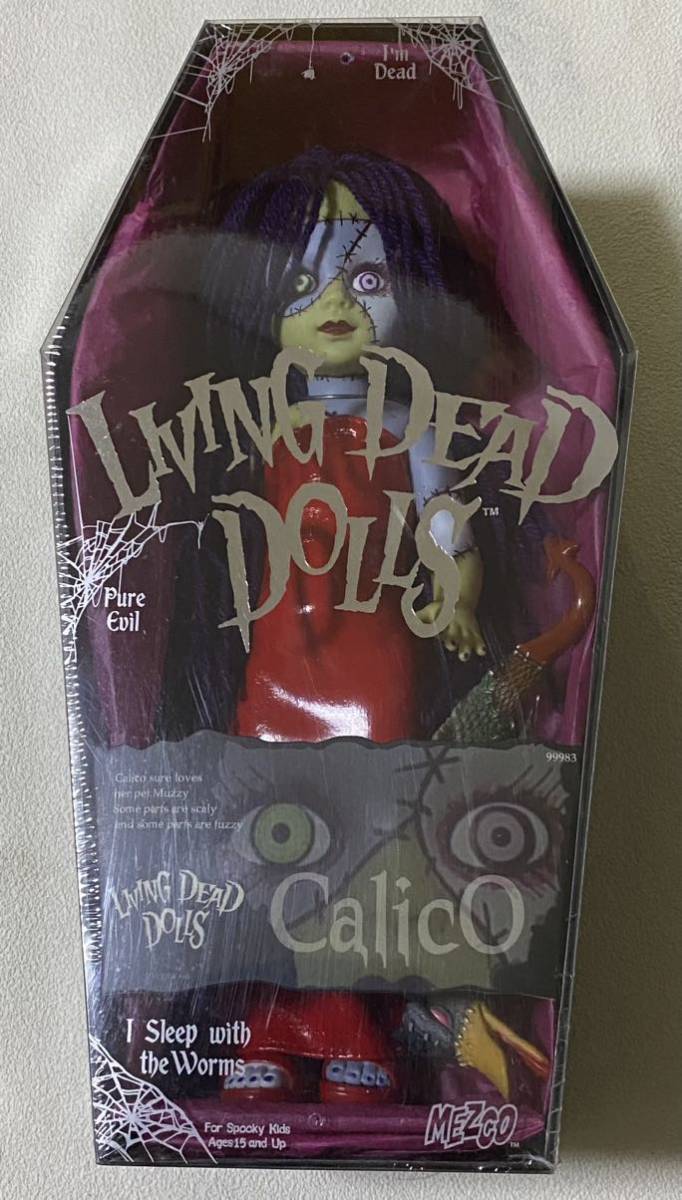 I'm
Dead
LIVING DEAD
DOLLS™
Pure
Evil
99983
Calico sure loves
her pet Muzzy
Some parts are scaly
and some parts are fuzzy
LIVING DEAD
DOLLS
CalicO
I Sleep with
the Worms
For Spooky Kids
Ages 15 and Up
MEZCO™